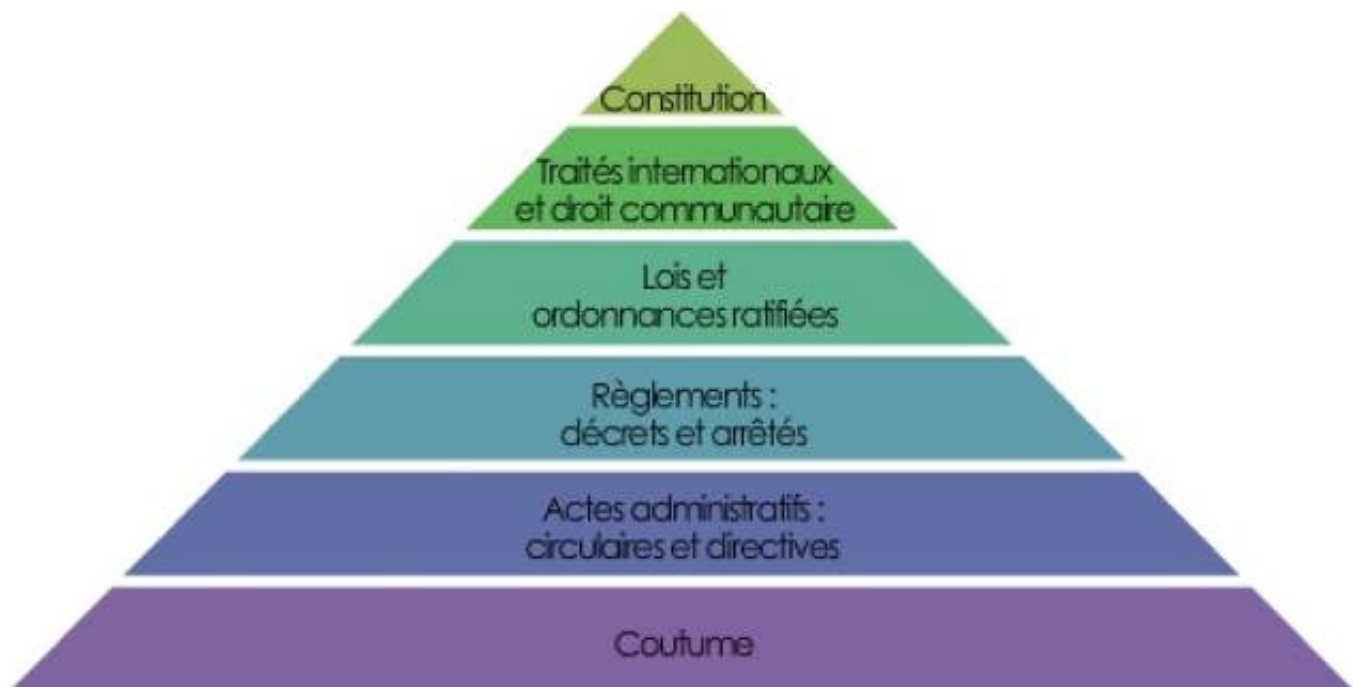 Constitution
Traités internationaux
et droit communautaire
Lois et
ordonnances ratifiées
Règlements :
décrets et arrêtés
Actes administratifs :
circulaires et directives
Coutume